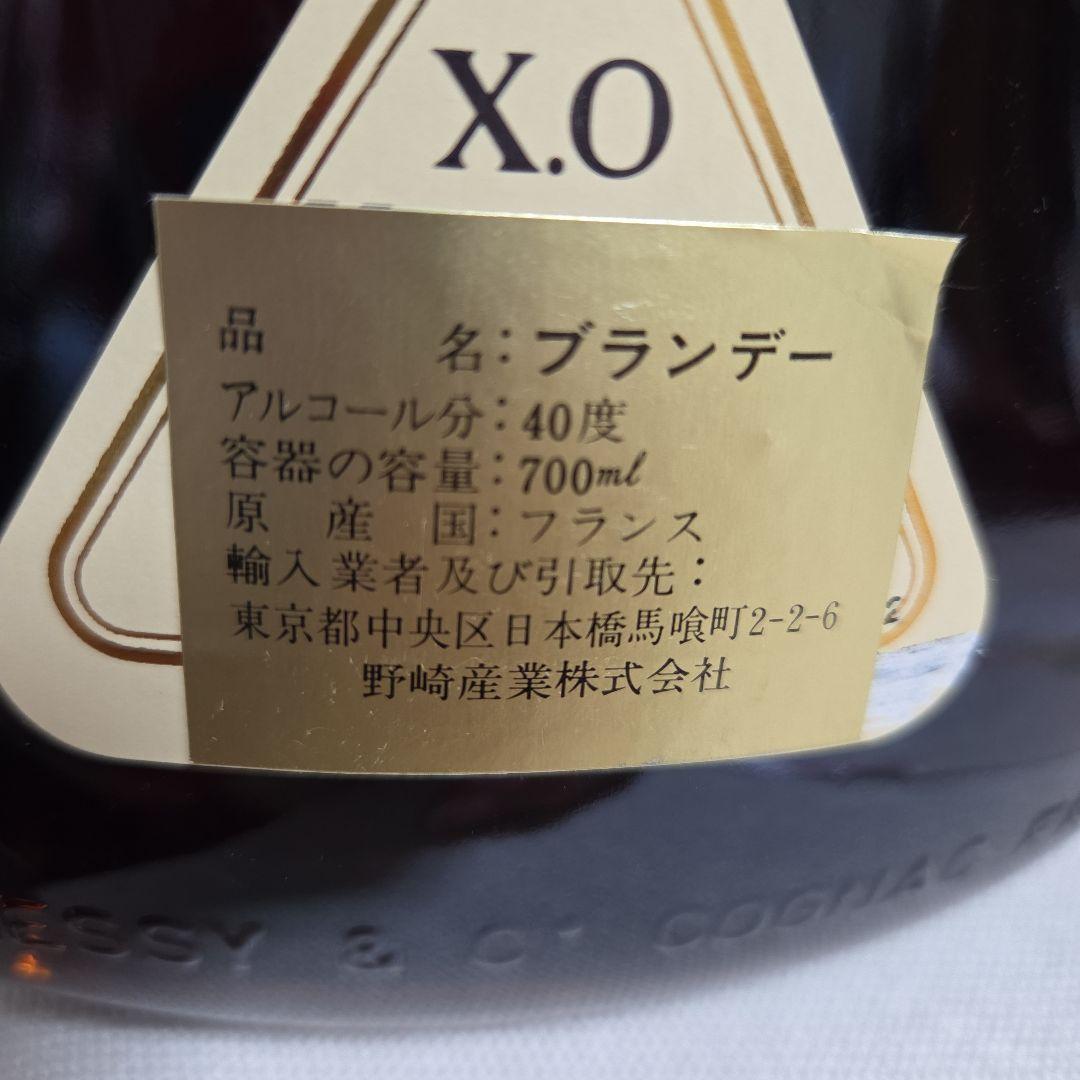 X.O
品 名：ブランデー
アルコール分：40度
容器の容量：700ml
原 産 国：フランス
輸入業者及び引取先：
東京都中央区日本橋馬喰町2-2-6
野崎産業株式会社
ESSY & Cº COGNAC